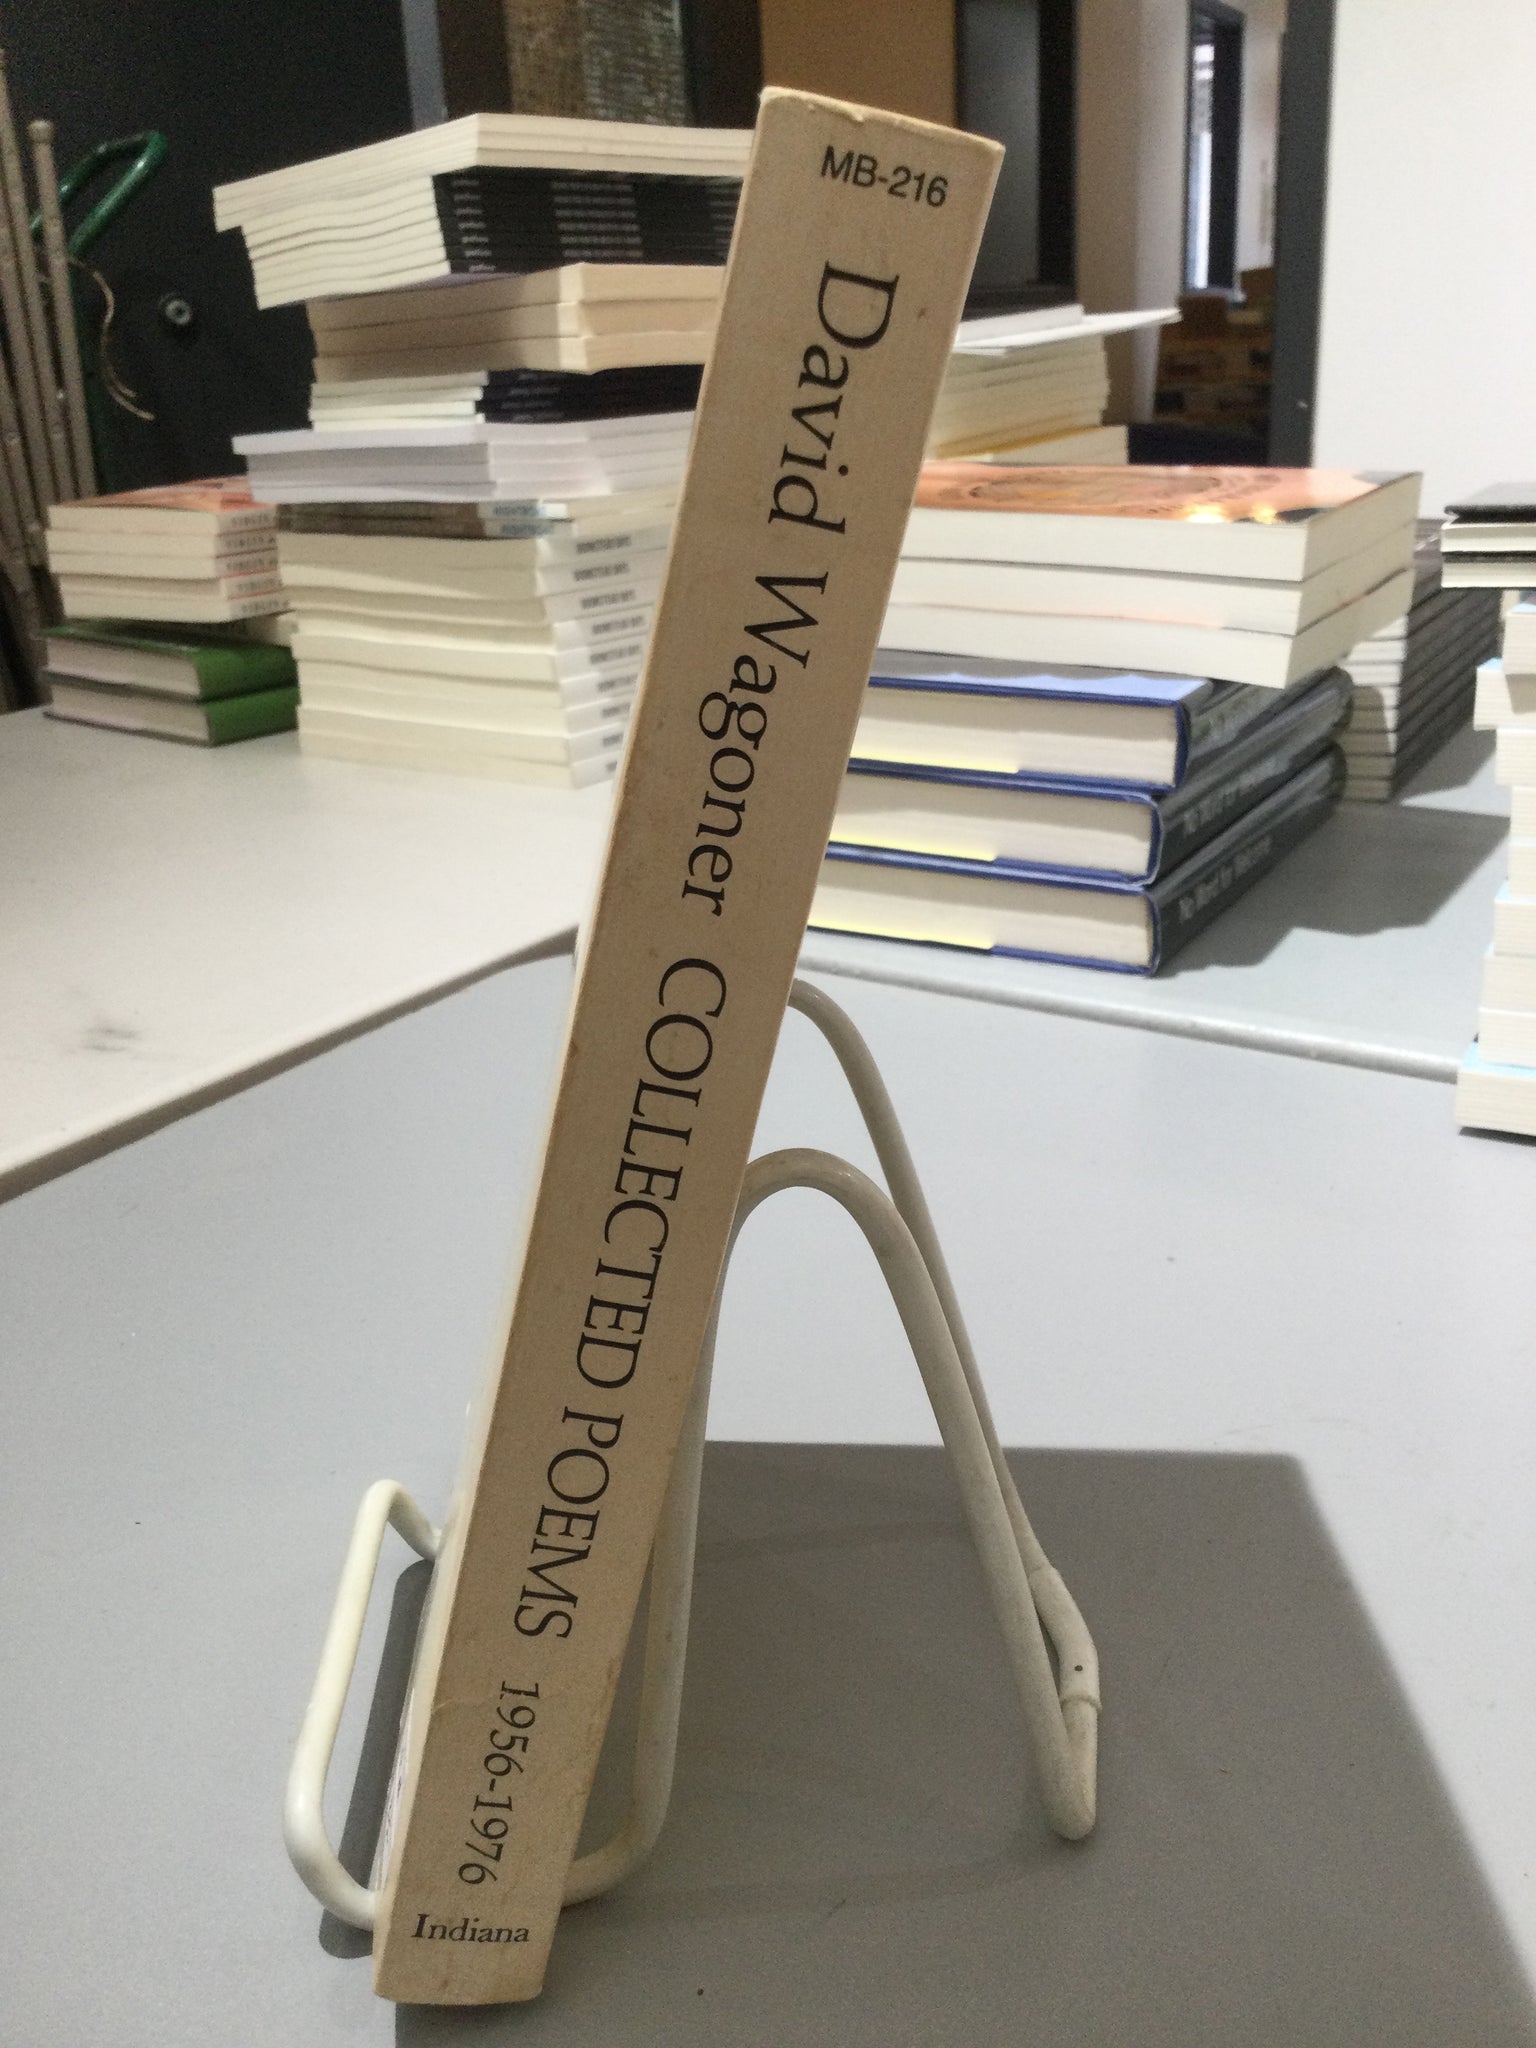 MB-216
David Wagoner COLLECTED POEMS 1956-1976
Indiana